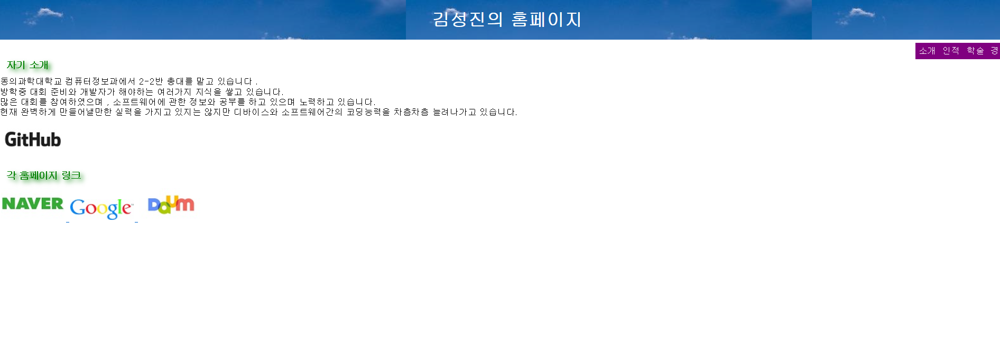 김성진의 홈페이지
소개 인적 학술 경
자기 소개
동의과학대학교 컴퓨터정보과에서 2-2반 총대를 맡고 있습니다 .
방학중 대회 준비와 개발자가 해야하는 여러가지 지식을 쌓고 있습니다.
많은 대회를 참여하였으며 , 소프트웨어에 관한 정보와 공부를 하고 있으며 노력하고 있습니다.
현재 완벽하게 만들어낼만한 실력을 가지고 있지는 않지만 디바이스와 소프트웨어간의 코딩능력을 차츰차츰 늘려나가고 있습니다.
GitHub
각 홈페이지 링크
NAVER Google Daum